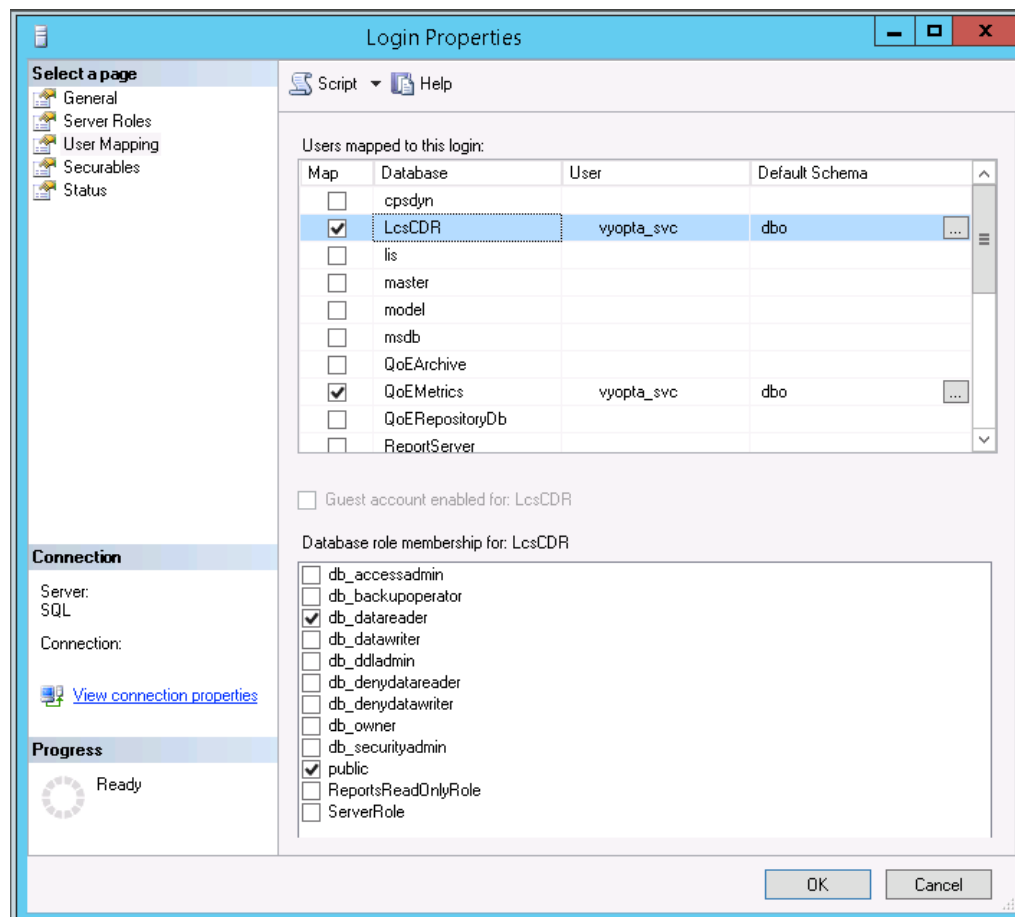 Login Properties
Select a page
General
Server Roles
User Mapping
Securables
Status
Script Help
Users mapped to this login:
Map Database User Default Schema
cpsdyn
LcsCDR vyopta_svc dbo ...
lis
master
model
msdb
QoEArchive
QoEMetrics vyopta_svc dbo ...
QoERepositoryDb
ReportServer
Guest account enabled for: LcsCDR
Database role membership for: LcsCDR
db_accessadmin
db_backupoperator
db_datareader
db_datawriter
db_ddladmin
db_denydatareader
db_denydatawriter
db_owner
db_securityadmin
public
ReportsReadOnlyRole
ServerRole
Connection
Server:
SQL
Connection:
View connection properties
Progress
Ready
OK Cancel